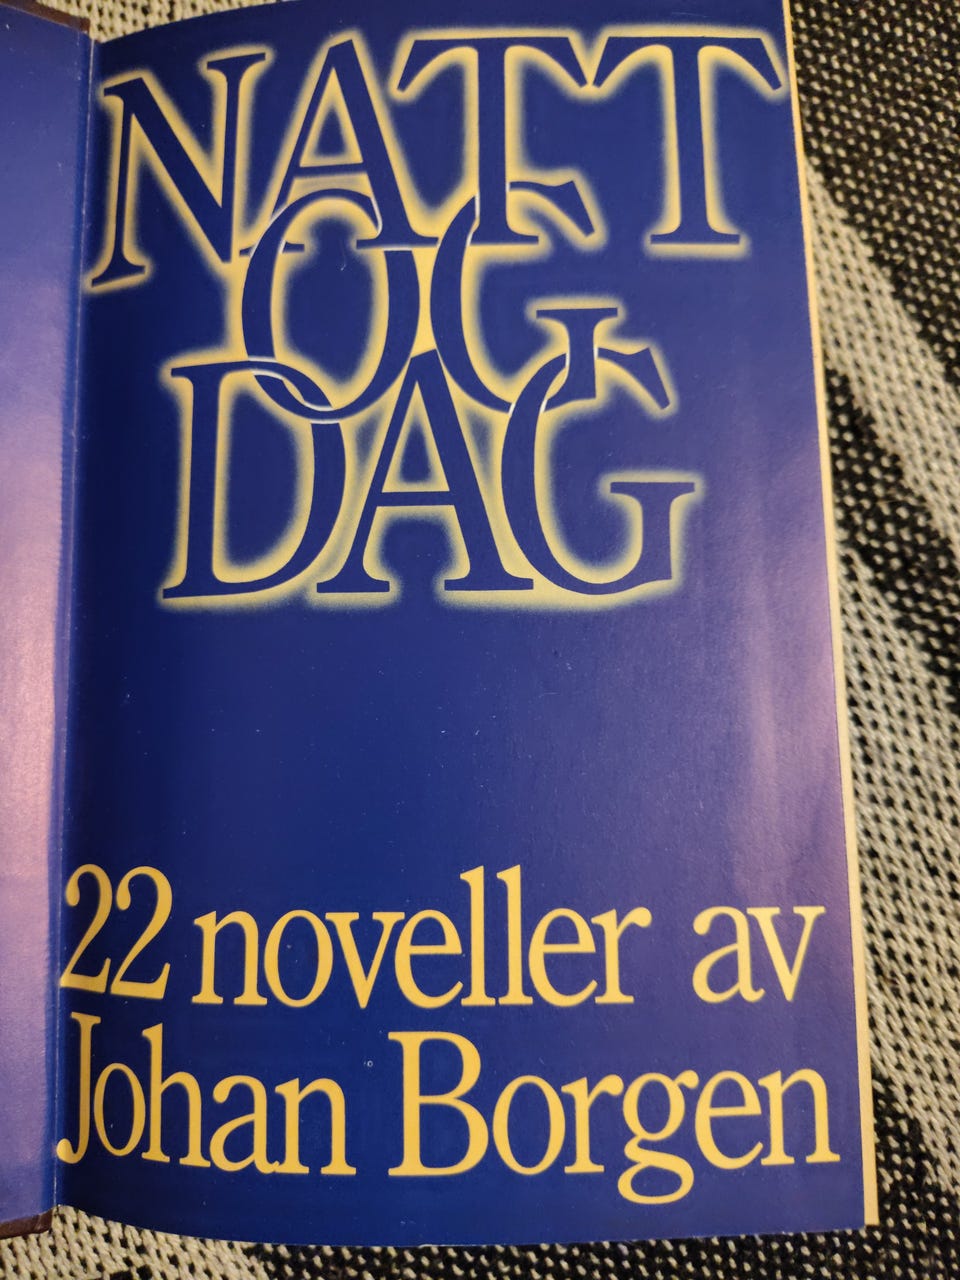 NATT
OG
DAG
22 noveller av
Johan Borgen